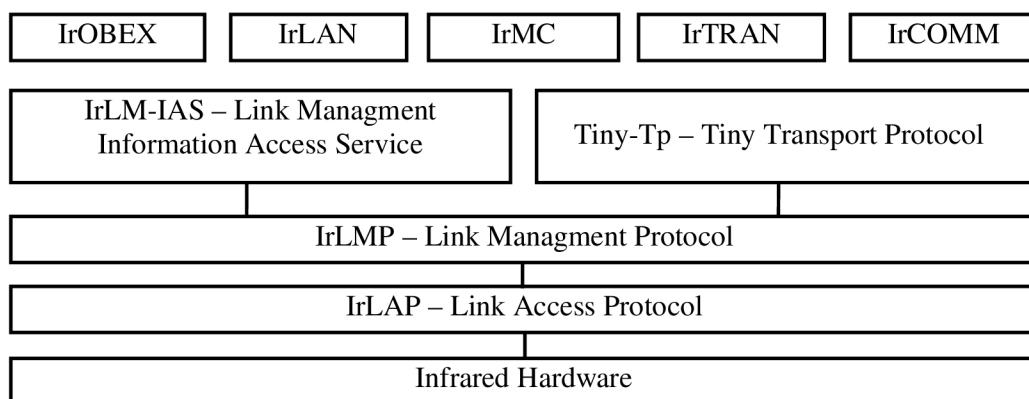 IrOBEX IrLAN IrMC IrTRAN IrCOMM
IrLM-IAS – Link Managment
Information Access Service
Tiny-Tp – Tiny Transport Protocol
IrLMP – Link Managment Protocol
IrLAP – Link Access Protocol
Infrared Hardware